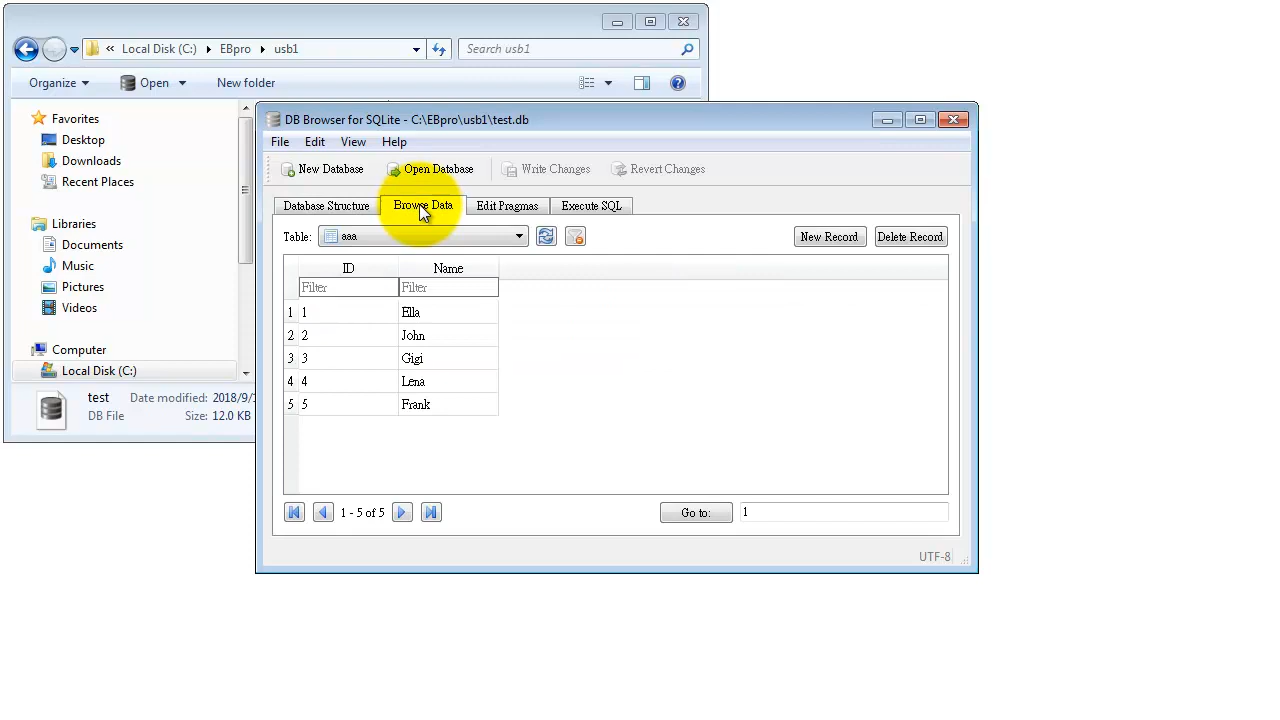 Local Disk (C:) EBpro usb1 Search usb1
Organize Open New folder
Favorites
Desktop
Downloads
Recent Places
Libraries
Documents
Music
Pictures
Videos
Computer
Local Disk (C:)
test Date modified: 2018/9/
DB File Size: 12.0 KB
DB Browser for SQLite - C:\EBpro\usb1\test.db
File Edit View Help
New Database Open Database Write Changes Revert Changes
Database Structure Browse Data Edit Pragmas Execute SQL
Table: aaa New Record Delete Record
ID Name
Filter Filter
1 1 Ella
2 2 John
3 3 Gigi
4 4 Lena
5 5 Frank
1 - 5 of 5 Go to: 1
UTF-8